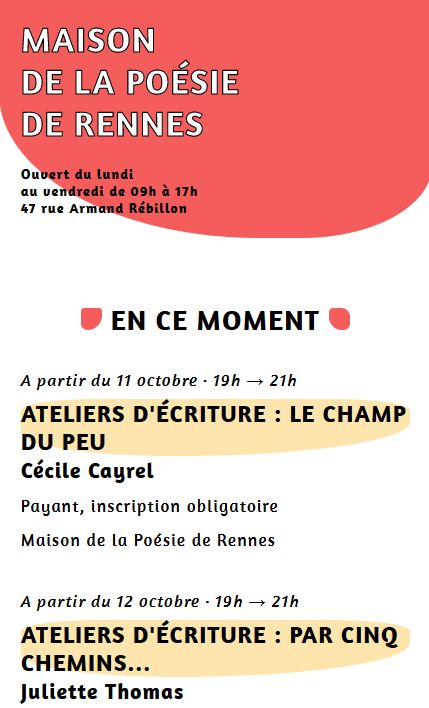 MAISON
DE LA POÉSIE
DE RENNES
Ouvert du lundi
au vendredi de 09h à 17h
47 rue Armand Rébillon
EN CE MOMENT
A partir du 11 octobre · 19h → 21h
ATELIERS D'ÉCRITURE : LE CHAMP
DU PEU
Cécile Cayrel
Payant, inscription obligatoire
Maison de la Poésie de Rennes
A partir du 12 octobre · 19h → 21h
ATELIERS D'ÉCRITURE : PAR CINQ
CHEMINS...
Juliette Thomas